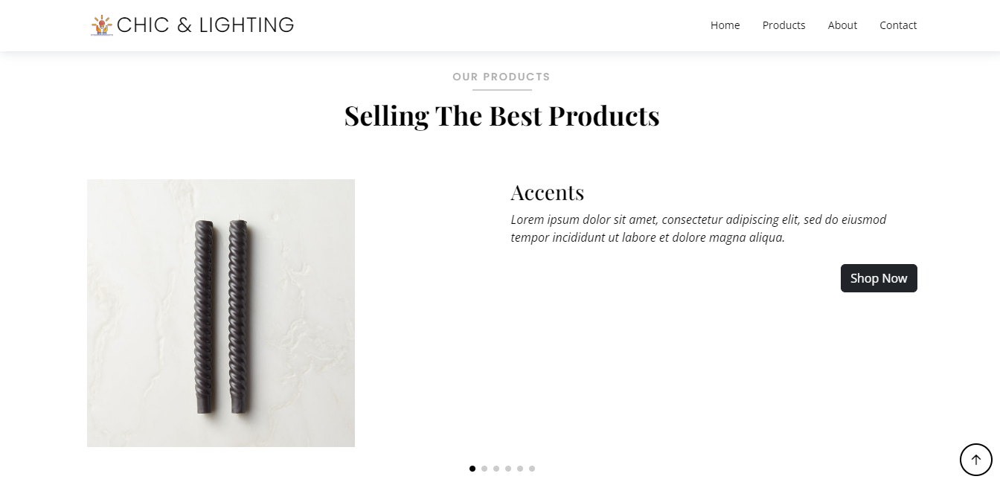 CHIC & LIGHTING
Home Products About Contact
OUR PRODUCTS
Selling The Best Products
Accents
Lorem ipsum dolor sit amet, consectetur adipiscing elit, sed do eiusmod
tempor incididunt ut labore et dolore magna aliqua.
Shop Now